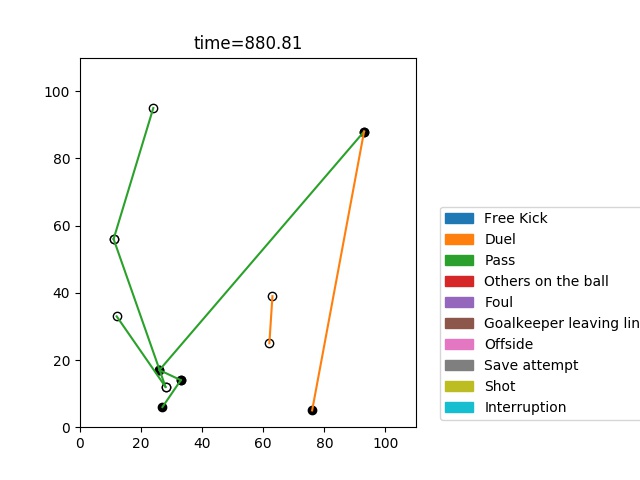 time=880.81
100
80
60
40
20
0
0 20 40 60 80 100
Free Kick
Duel
Pass
Others on the ball
Foul
Goalkeeper leaving lin
Offside
Save attempt
Shot
Interruption